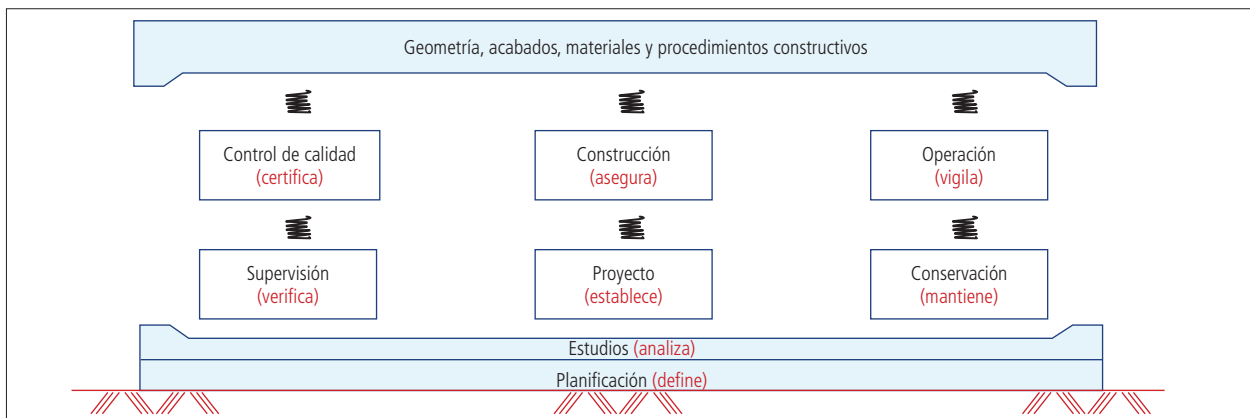 Geometría, acabados, materiales y procedimientos constructivos
Control de calidad
(certifica)
Construcción
(asegura)
Operación
(vigila)
Supervisión
(verifica)
Proyecto
(establece)
Conservación
(mantiene)
Estudios (analiza)
Planificación (define)